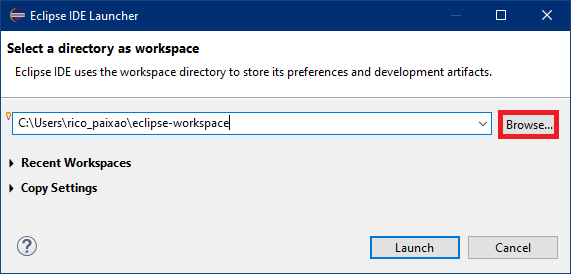 Eclipse IDE Launcher
Select a directory as workspace
Eclipse IDE uses the workspace directory to store its preferences and development artifacts.
C:\Users\rico_paixao\eclipse-workspace
Browse...
Recent Workspaces
Copy Settings
?
Launch
Cancel